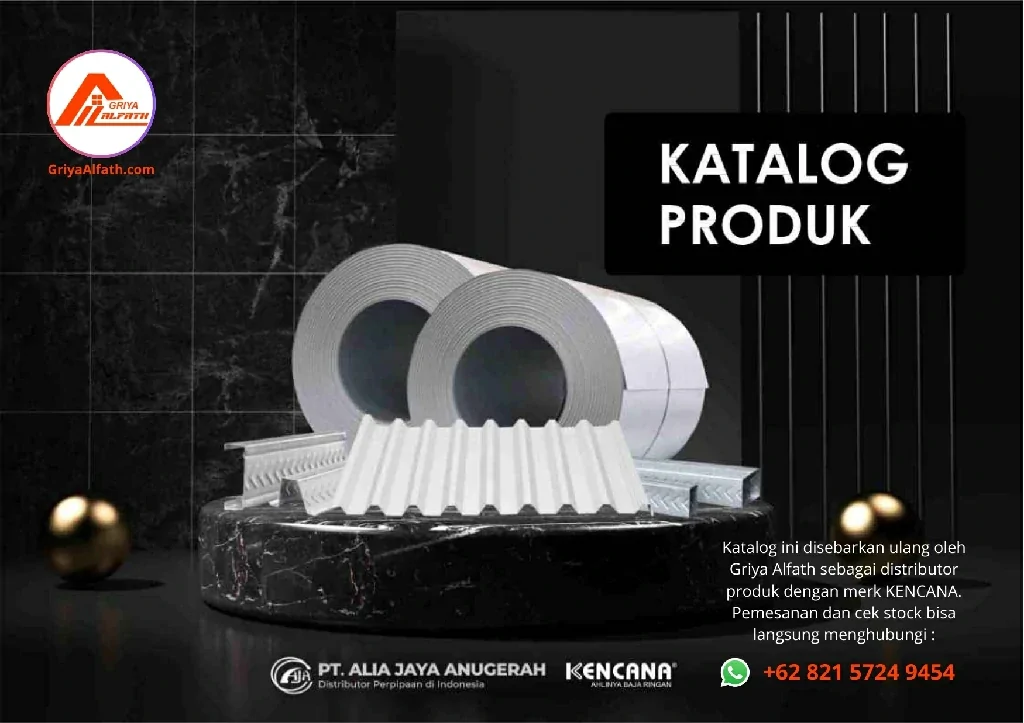 GRIYA
ALFATH
GriyaAlfath.com
KATALOG
PRODUK
Katalog ini disebarkan ulang oleh
Griya Alfath sebagai distributor
produk dengan merk KENCANA.
Pemesanan dan cek stock bisa
langsung menghubungi :
+62 821 5724 9454
AJA
PT. ALIA JAYA ANUGERAH
Distributor Perpipaan di Indonesia
KENCANA®
AHLINYA BAJA RINGAN